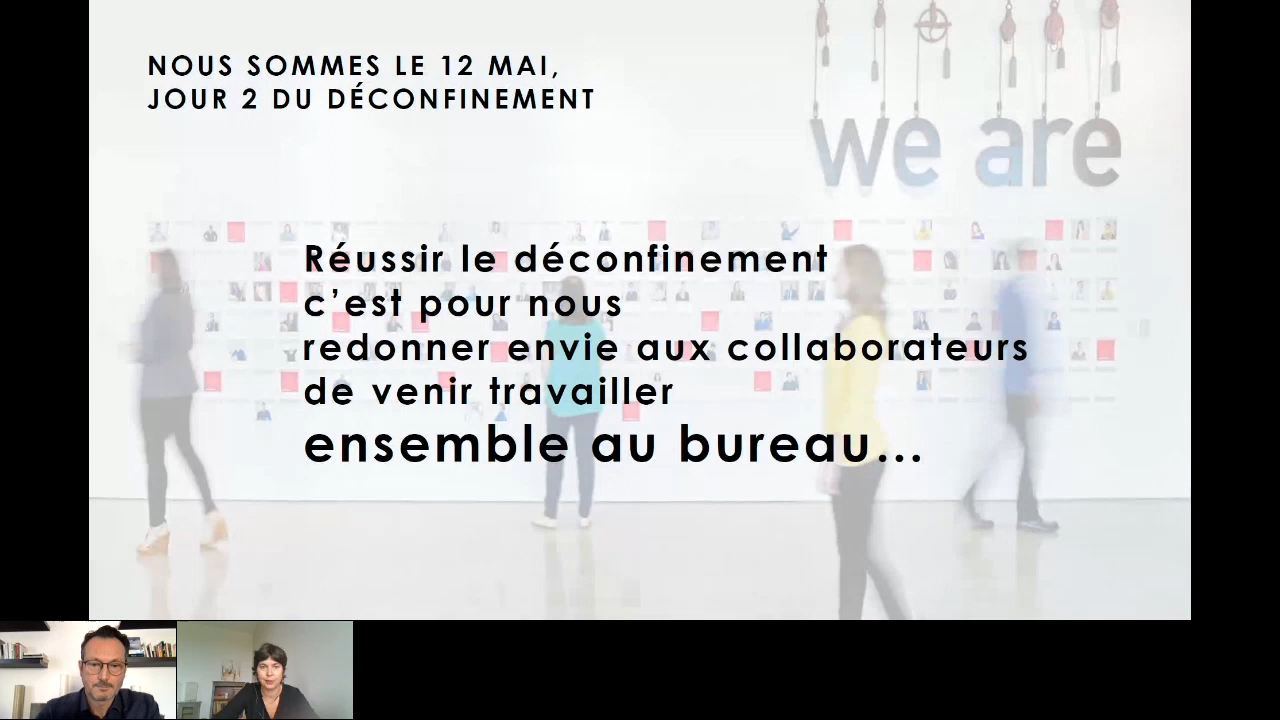 NOUS SOMMES LE 12 MAI,
JOUR 2 DU DÉCONFINEMENT
we are
Réussir le déconfinement
c’est pour nous
redonner envie aux collaborateurs
de venir travailler
ensemble au bureau...